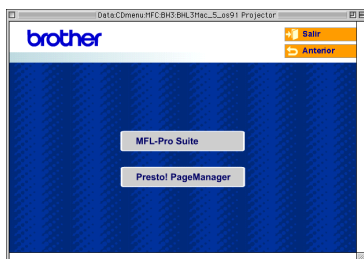 Data:CDmenu:MFC:BH3:BHL3Mac_5_os91 Projector
brother
Salir
Anterior
MFL-Pro Suite
Presto! PageManager